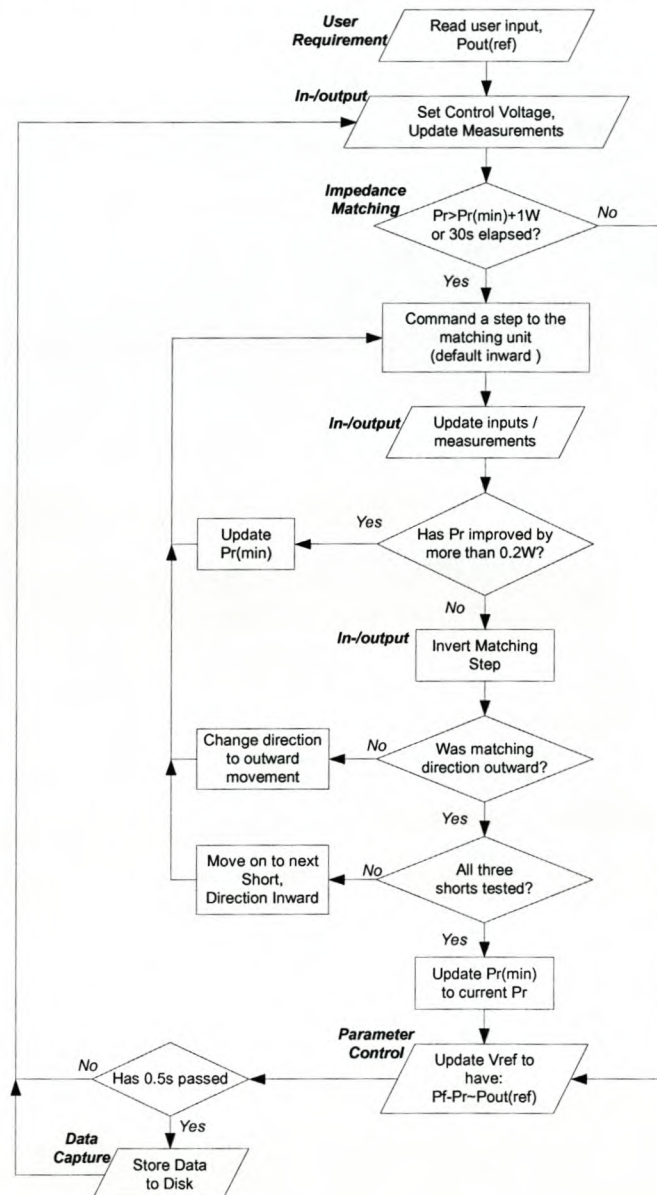 User
Requirement
Read user input,
Pout(ref)
In-/output
Set Control Voltage,
Update Measurements
Impedance
Matching
Pr>Pr(min)+1W
or 30s elapsed?
No
Yes
Command a step to the
matching unit
(default inward )
In-/output
Update inputs /
measurements
Update
Pr(min)
Yes
Has Pr improved by
more than 0.2W?
No
In-/output
Invert Matching
Step
Change direction
to outward
movement
No
Was matching
direction outward?
Yes
Move on to next
Short,
Direction Inward
No
All three
shorts tested?
Yes
Update Pr(min)
to current Pr
Parameter
Control
Update Vref to
have:
Pf-Pr~Pout(ref)
No
Has 0.5s passed
Yes
Data
Capture
Store Data
to Disk